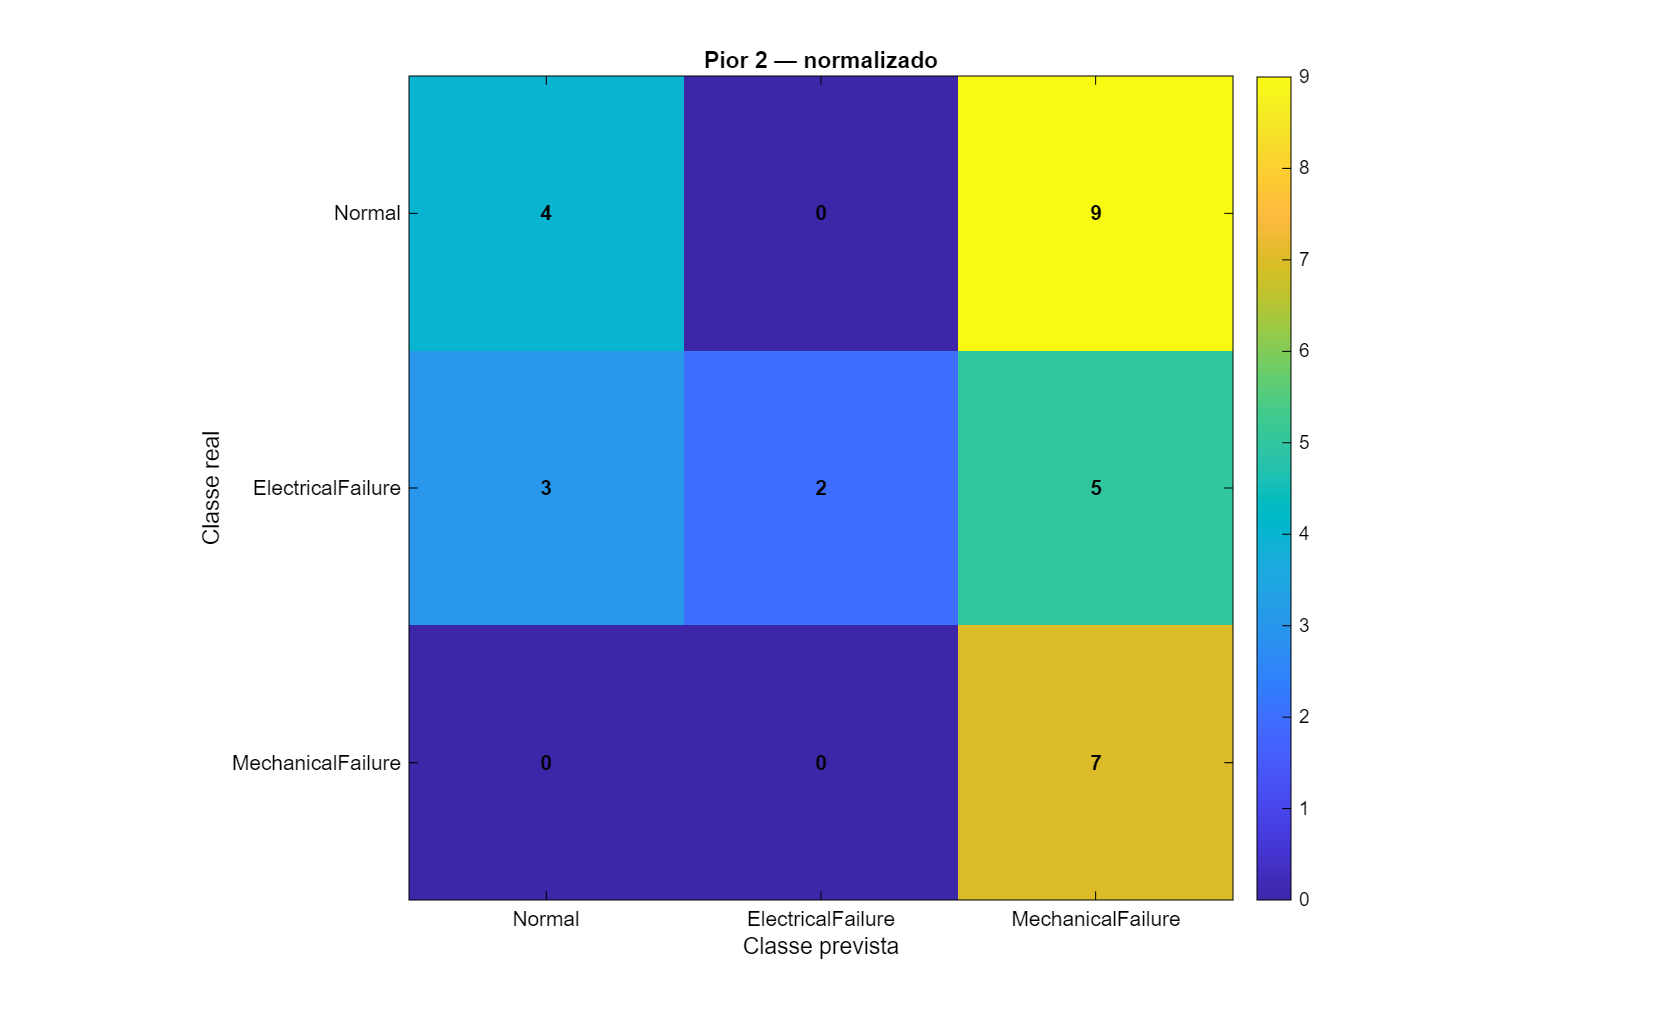 Pior 2 — normalizado
Classe real
Normal
4
0
9
ElectricalFailure
3
2
5
MechanicalFailure
0
0
7
Normal
ElectricalFailure
MechanicalFailure
Classe prevista
9
8
7
6
5
4
3
2
1
0